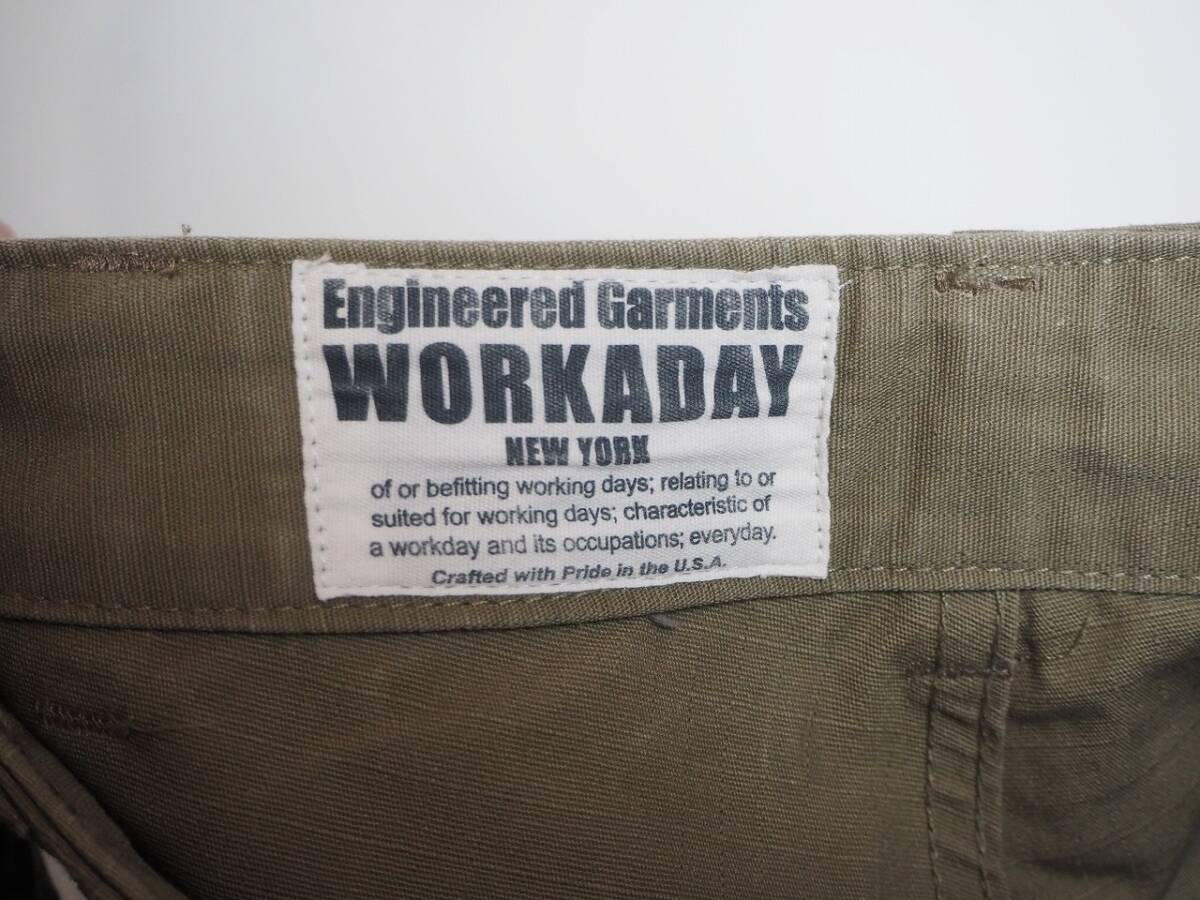 Engineered Garments
WORKADAY
NEW YORK
of or befitting working days; relating to or
suited for working days; characteristic of
a workday and its occupations; everyday.
Crafted with Pride in the U.S.A.